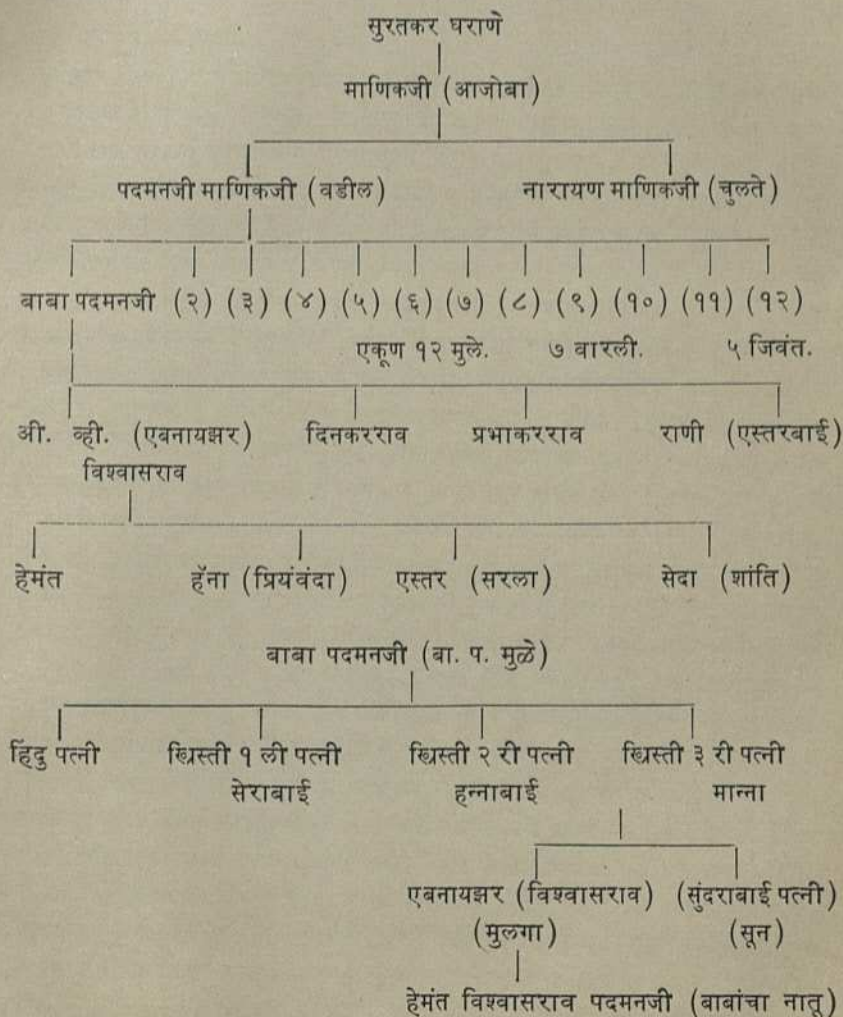 सुरतकर घराणे
माणिकजी (आजोबा)
पदमनजी माणिकजी (वडील) नारायण माणिकजी (चुलते)
बाबा पदमनजी (२) (३) (४) (५) (६) (७) (८) (९) (१०) (११) (१२)
एकूण १२ मुले. ७ वारली. ५ जिवंत.
अी. व्ही. (एबनायझर) दिनकरराव प्रभाकरराव राणी (एस्तरबाई)
विश्वासराव
हेमंत हॅना (प्रियंवंदा) एस्तर (सरला) सेदा (शांति)
बाबा पदमनजी (बा. प. मुळे)
हिंदु पत्नी ख्रिस्ती १ ली पत्नी ख्रिस्ती २ री पत्नी ख्रिस्ती ३ री पत्नी
सेराबाई हन्नाबाई मान्ना
एबनायझर (विश्वासराव) (सुंदराबाई पत्नी)
(मुलगा) (सून)
हेमंत विश्वासराव पदमनजी (बाबांचा नातू)